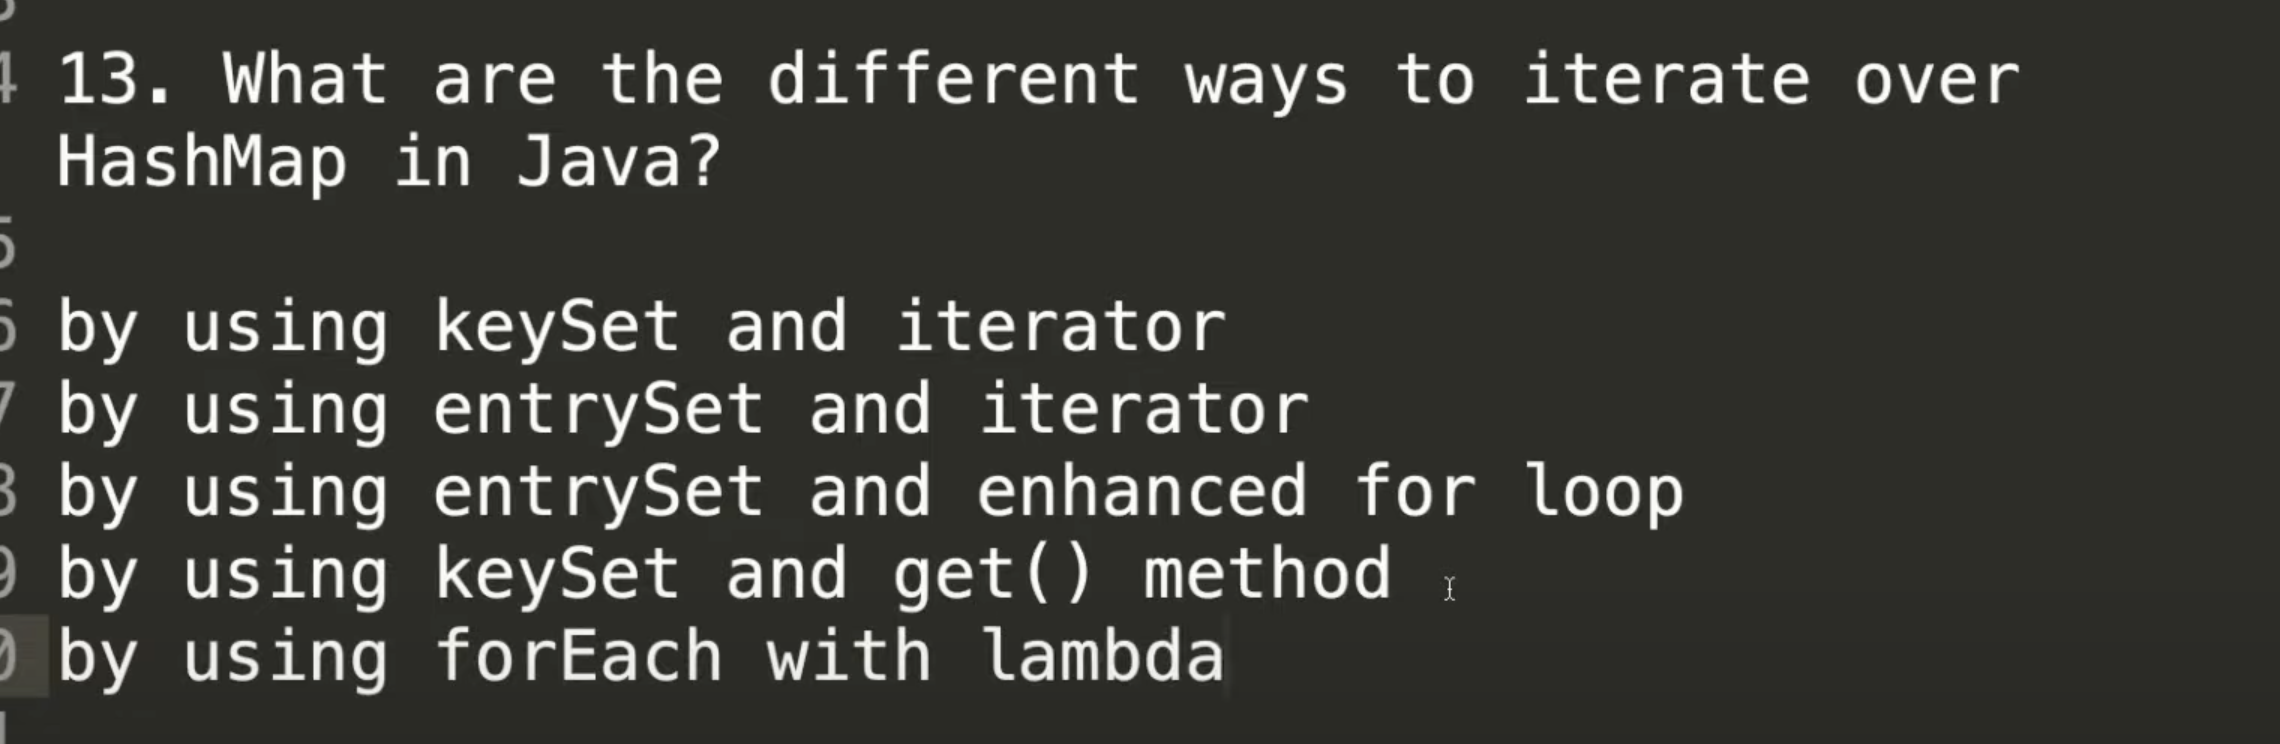 4 13. What are the different ways to iterate over
HashMap in Java?
5
6 by using keySet and iterator
7 by using entrySet and iterator
8 by using entrySet and enhanced for loop
9 by using keySet and get() method
0 by using forEach with lambda